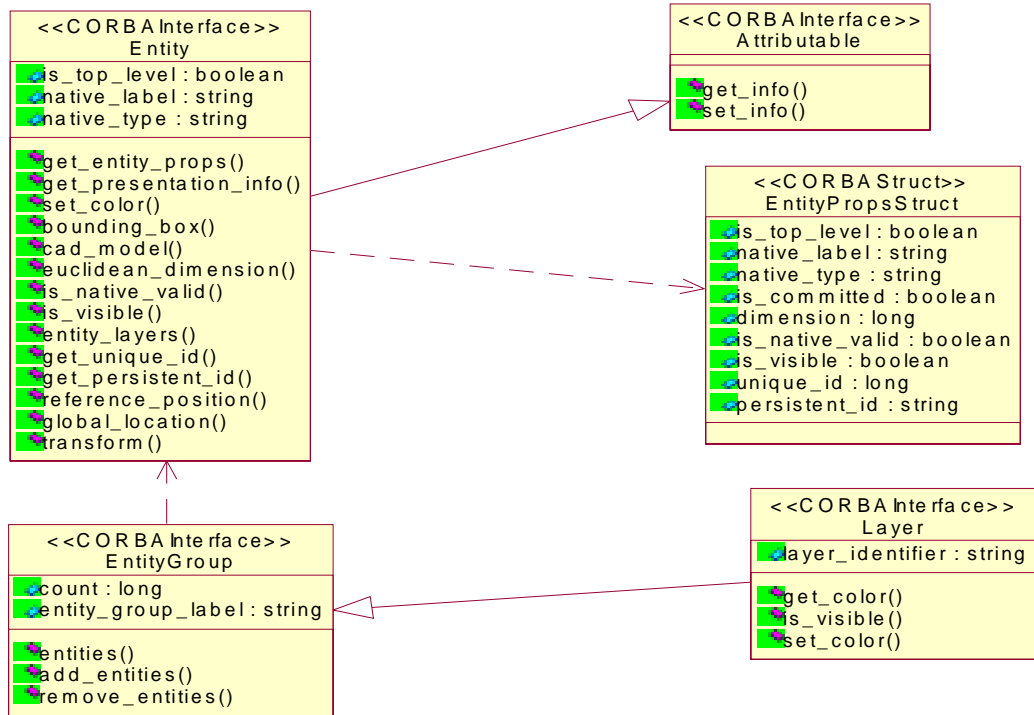 <<CORBAInterface>>
Entity
is_top_level : boolean
native_label : string
native_type : string
get_entity_props()
get_presentation_info()
set_color()
bounding_box()
cad_model()
euclidean_dimension()
is_native_valid()
is_visible()
entity_layers()
get_unique_id()
get_persistent_id()
reference_position()
global_location()
transform()
<<CORBAInterface>>
Attributable
get_info()
set_info()
<<CORBAStruct>>
EntityPropsStruct
is_top_level : boolean
native_label : string
native_type : string
is_committed : boolean
dimension : long
is_native_valid : boolean
is_visible : boolean
unique_id : long
persistent_id : string
<<CORBAInterface>>
EntityGroup
count : long
entity_group_label : string
entities()
add_entities()
remove_entities()
<<CORBAInterface>>
Layer
layer_identifier : string
get_color()
is_visible()
set_color()